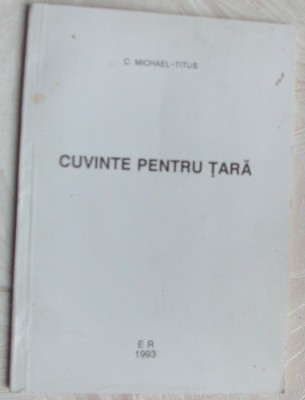 C. MICHAEL-TITUS
CUVINTE PENTRU ȚARĂ
E R
1993